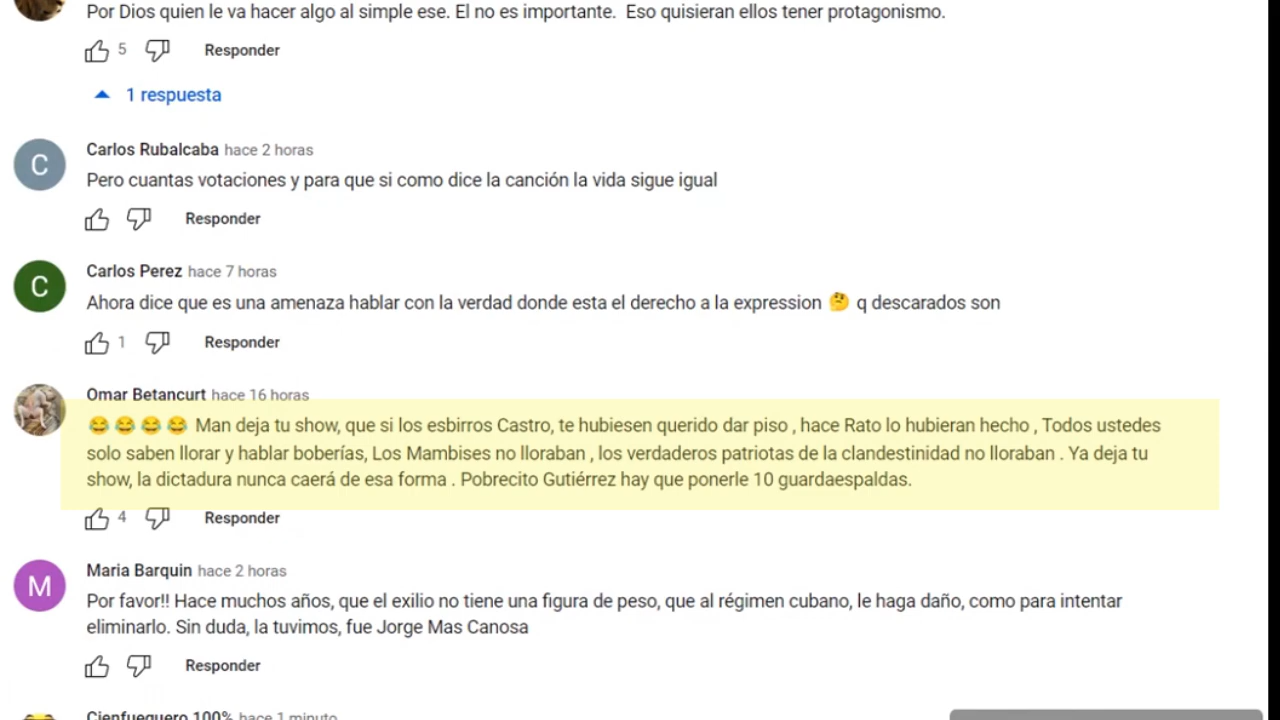 Por Dios quien le va hacer algo al simple ese. El no es importante. Eso quisieran ellos tener protagonismo.
5 Responder
1 respuesta
C
Carlos Rubalcaba hace 2 horas
Pero cuantas votaciones y para que si como dice la canción la vida sigue igual
Responder
C
Carlos Perez hace 7 horas
Ahora dice que es una amenaza hablar con la verdad donde esta el derecho a la expression 🤔 q descarados son
1 Responder
Omar Betancurt hace 16 horas
😂 😂 😂 😂 Man deja tu show, que si los esbirros Castro, te hubiesen querido dar piso , hace Rato lo hubieran hecho , Todos ustedes
solo saben llorar y hablar boberías, Los Mambises no lloraban , los verdaderos patriotas de la clandestinidad no lloraban . Ya deja tu
show, la dictadura nunca caerá de esa forma . Pobrecito Gutiérrez hay que ponerle 10 guardaespaldas.
4 Responder
M
Maria Barquin hace 2 horas
Por favor!! Hace muchos años, que el exilio no tiene una figura de peso, que al régimen cubano, le haga daño, como para intentar
eliminarlo. Sin duda, la tuvimos, fue Jorge Mas Canosa
Responder
Cienfueguero 100% hace 1 minuto